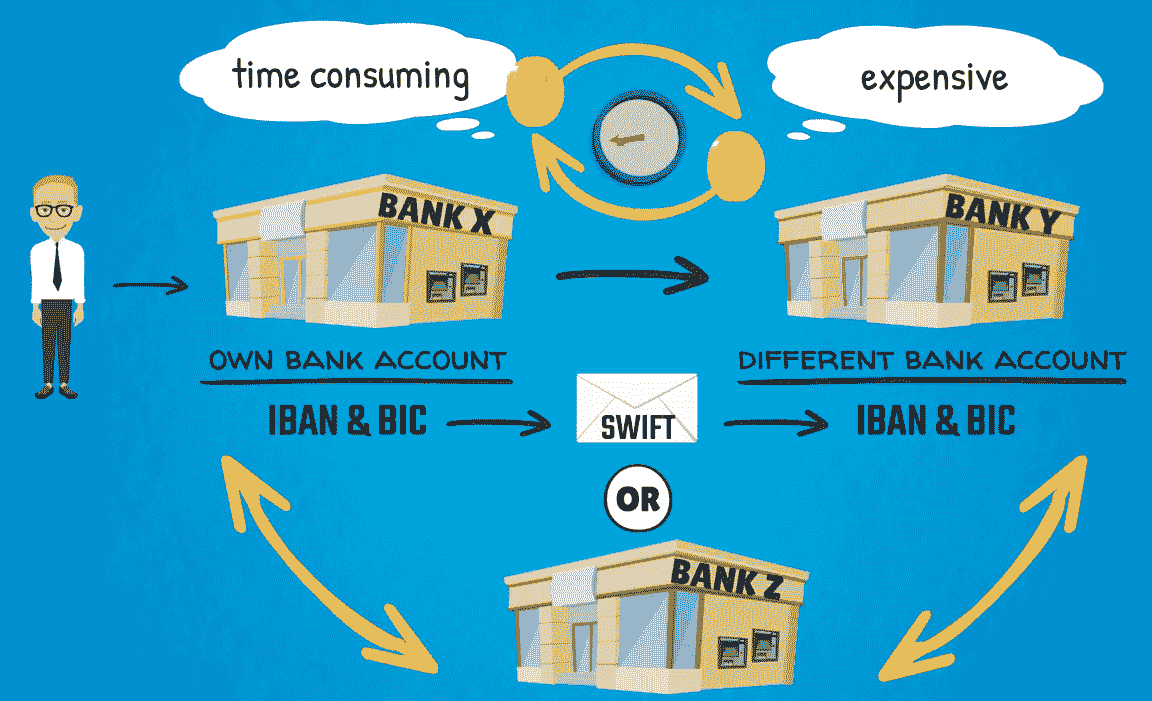 time consuming
expensive
BANK X
BANK Y
OWN BANK ACCOUNT
DIFFERENT BANK ACCOUNT
IBAN & BIC
SWIFT
IBAN & BIC
OR
BANK Z